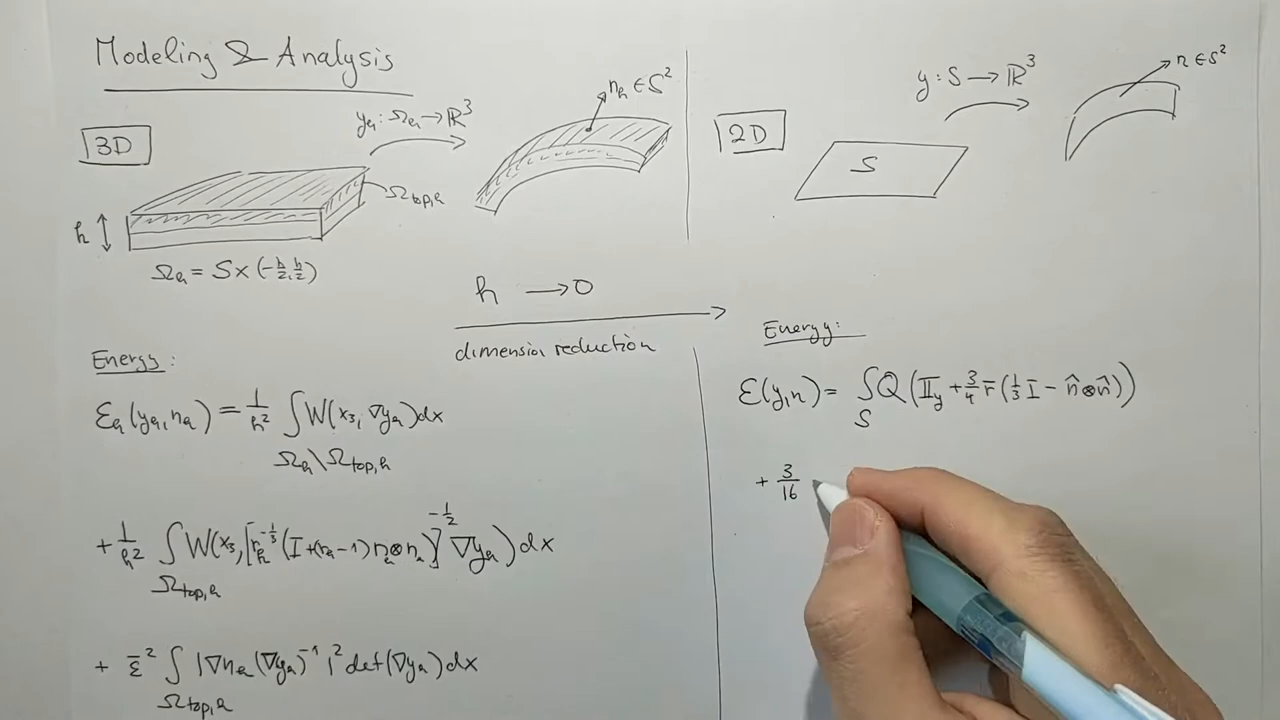 Modeling & Analysis
3D
y_h : Ω_h → ℝ³
n_h ∈ S²
Ω_top,h
h
Ω_h = S × (-h/2, h/2)
h → 0
dimension reduction
Energy:
ℰ_h(y_h, n_h) = 1/h² ∫_{Ω_h \ Ω_top,h} W(x₃, ∇y_h) dx
+ 1/h² ∫_{Ω_top,h} W(x₃, [r_h^{-1/3} (I + (r_h - 1) n_h ⊗ n_h)]^{-1/2} ∇y_h) dx
+ ε̄² ∫_{Ω_top,h} |∇n_h (∇y_h)^{-1}|² det(∇y_h) dx
2D
y : S → ℝ³
n ∈ S²
S
Energy:
ℰ(y, n) = ∫_S Q(II_y + 3/4 r̄ (1/3 I - n̂ ⊗ n̂))
+ 3/16